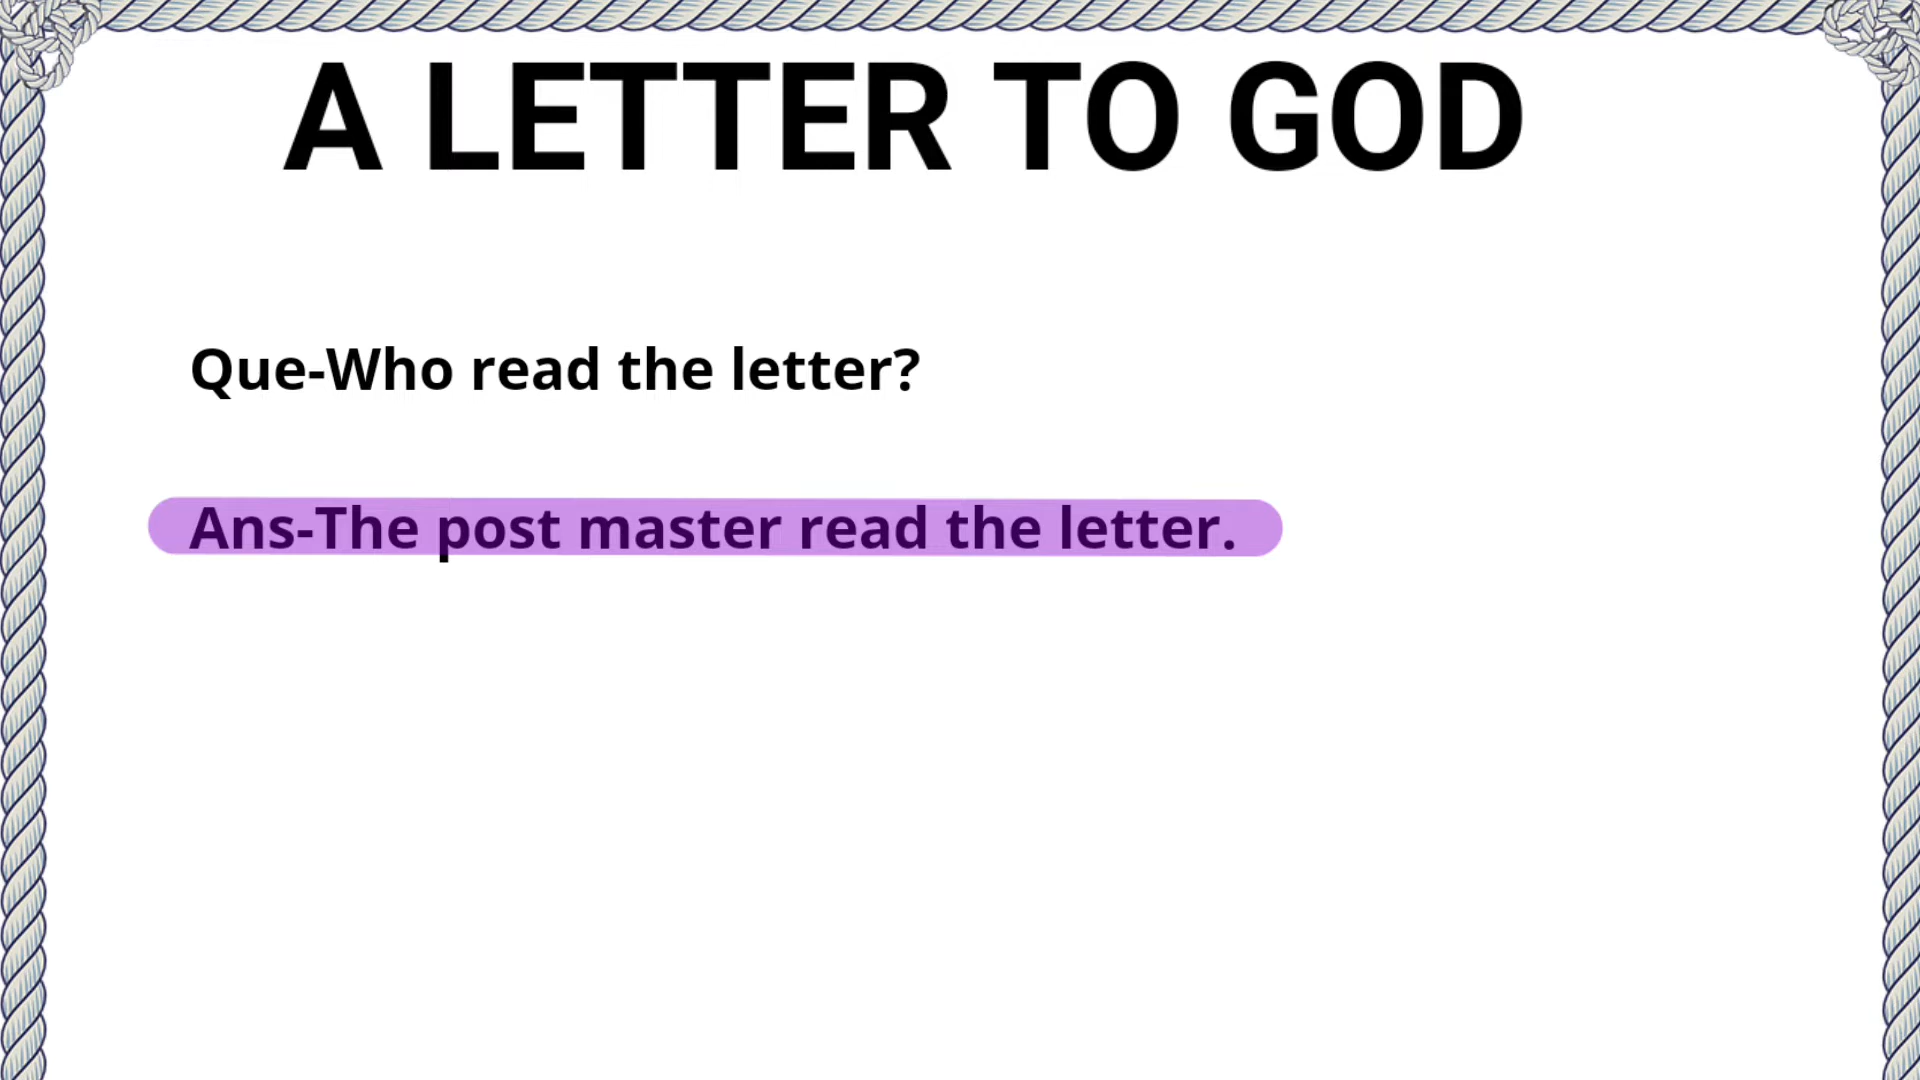 A LETTER TO GOD
Que-Who read the letter?
Ans-The post master read the letter.